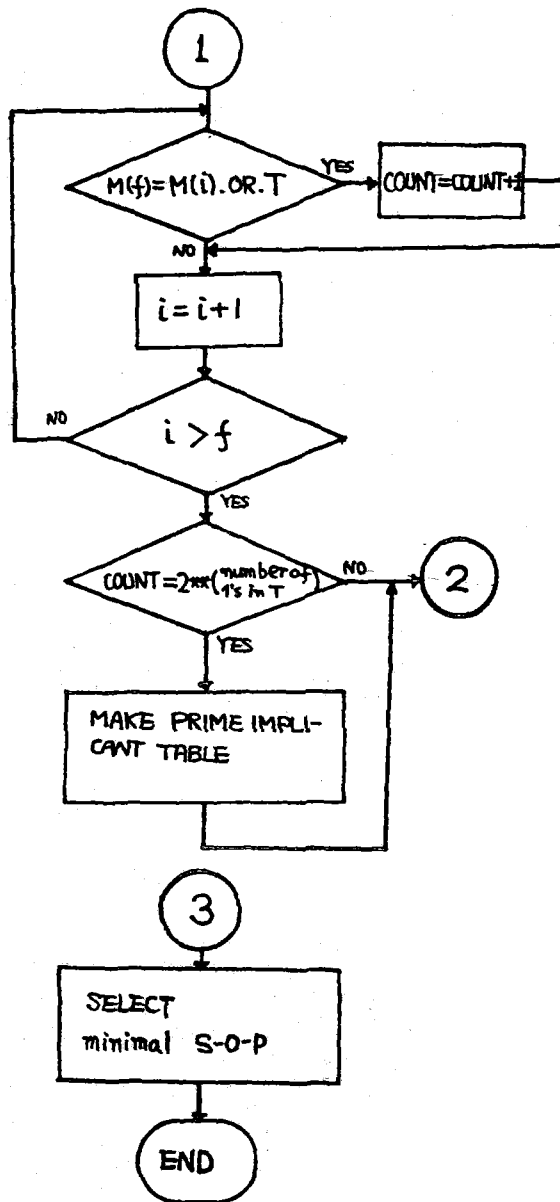 1
M(f)=M(i).OR.T
YES
COUNT=COUNT+1
NO
i=i+1
NO
i>f
YES
COUNT=2**(number of
1's in T)
NO
2
YES
MAKE PRIME IMPLI-
CANT TABLE
3
SELECT
minimal S-O-P
END